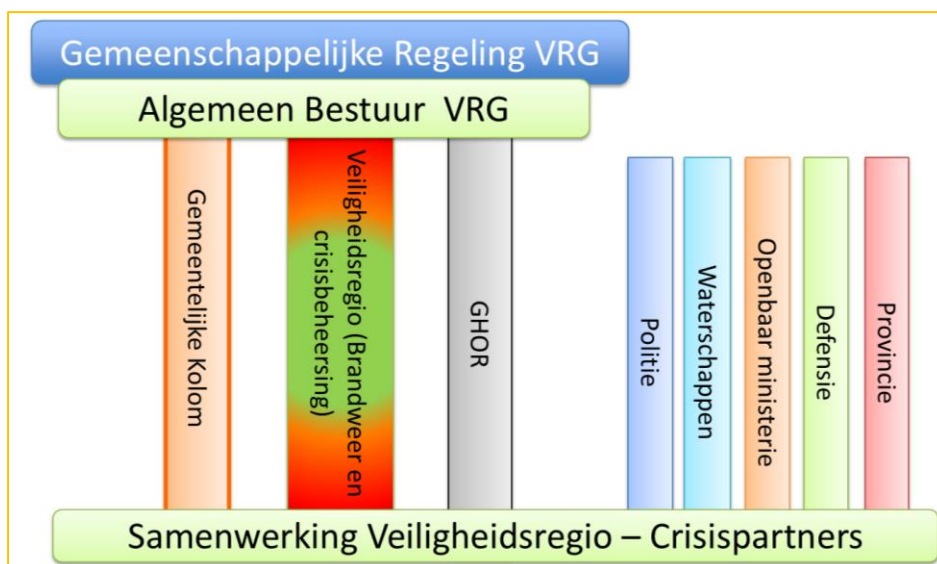 Gemeenschappelijke Regeling VRG
Algemeen Bestuur VRG
Gemeentelijke Kolom
Veiligheidsregio (Brandweer en
crisisbeheersing)
GHOR
Politie
Waterschappen
Openbaar ministerie
Defensie
Provincie
Samenwerking Veiligheidsregio – Crisispartners